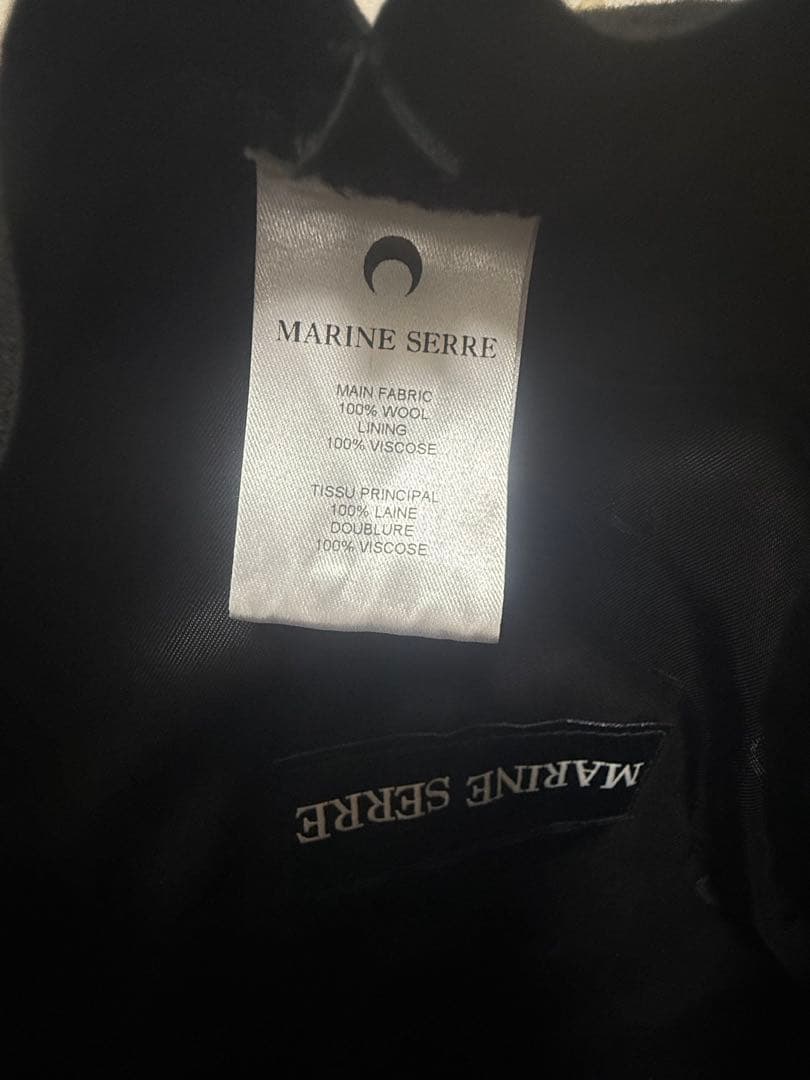 MARINE SERRE
MAIN FABRIC
100% WOOL
LINING
100% VISCOSE
TISSU PRINCIPAL
100% LAINE
DOUBLURE
100% VISCOSE
MARINE SERRE